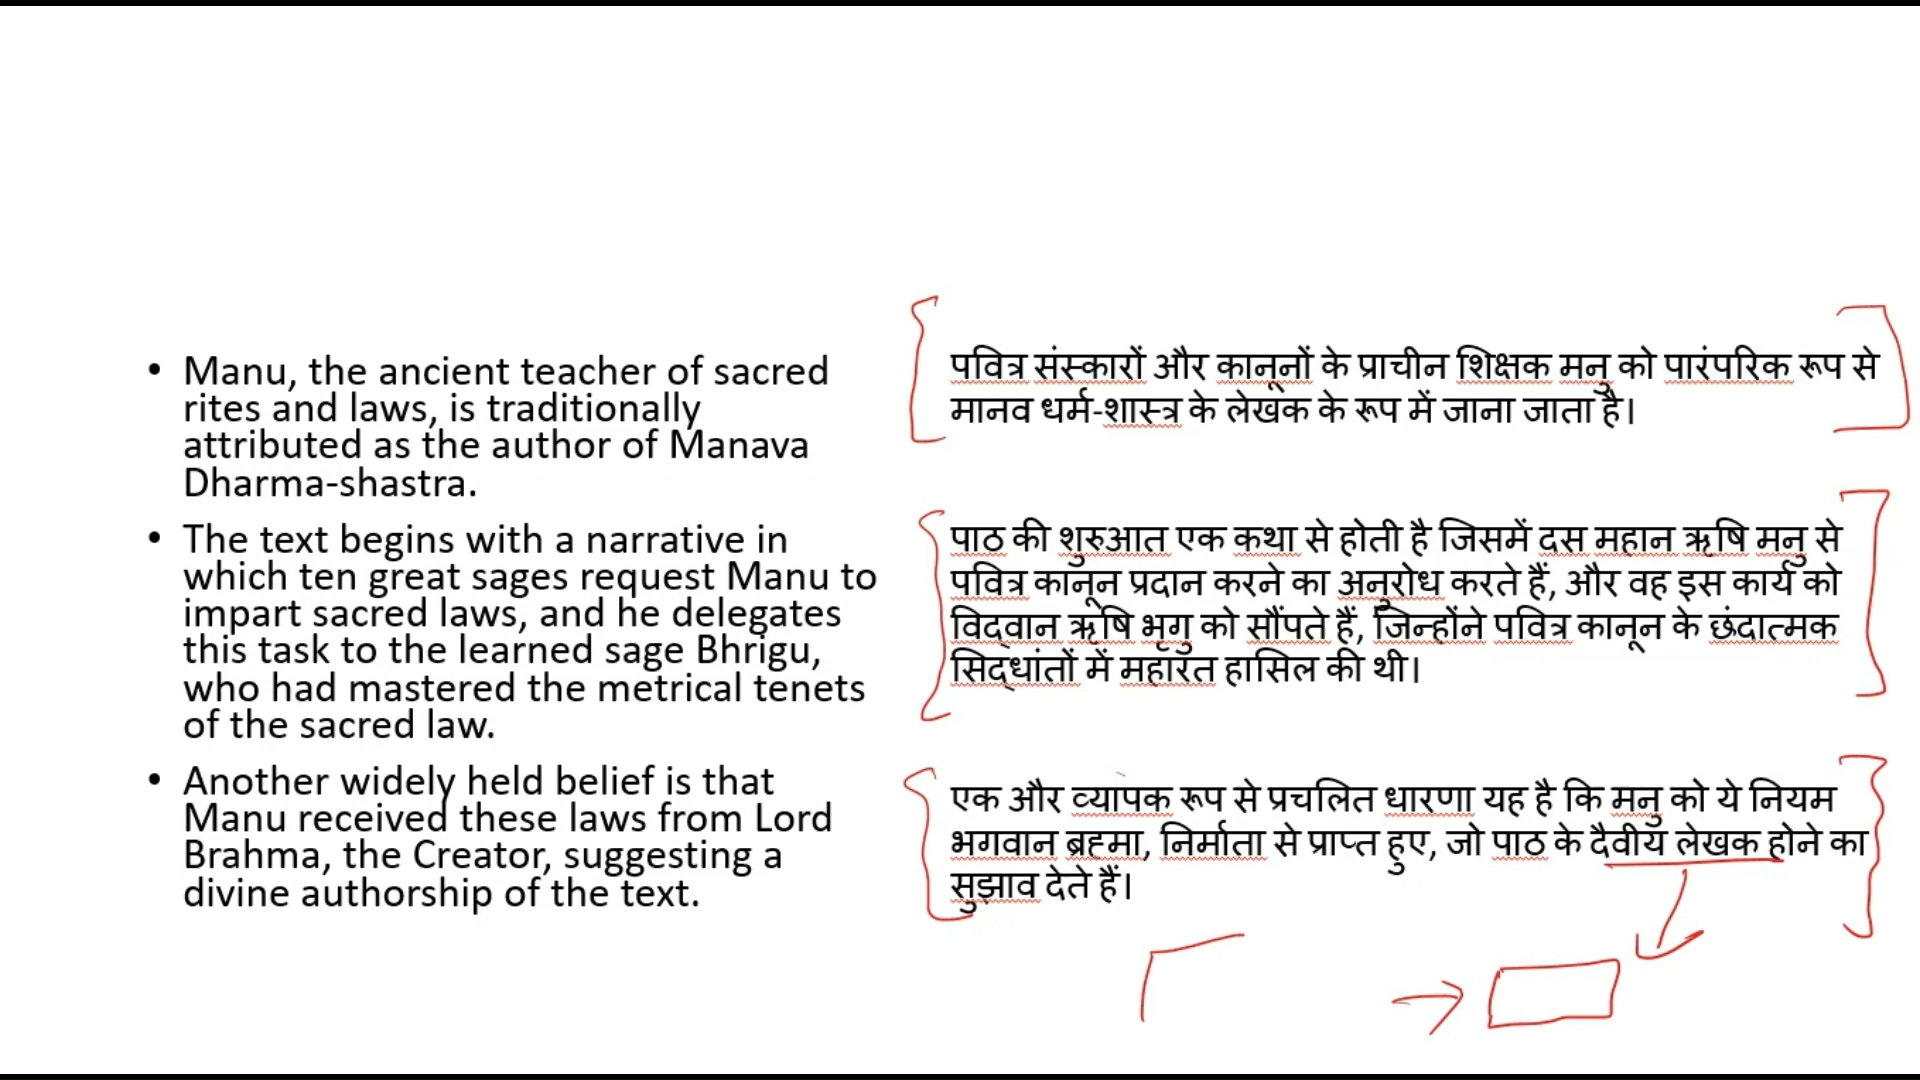 • Manu, the ancient teacher of sacred
rites and laws, is traditionally
attributed as the author of Manava
Dharma-shastra.
• The text begins with a narrative in
which ten great sages request Manu to
impart sacred laws, and he delegates
this task to the learned sage Bhrigu,
who had mastered the metrical tenets
of the sacred law.
• Another widely held belief is that
Manu received these laws from Lord
Brahma, the Creator, suggesting a
divine authorship of the text.
पवित्र संस्कारों और कानूनों के प्राचीन शिक्षक मनु को पारंपरिक रूप से
मानव धर्म-शास्त्र के लेखक के रूप में जाना जाता है।
पाठ की शुरुआत एक कथा से होती है जिसमें दस महान ऋषि मनु से
पवित्र कानून प्रदान करने का अनुरोध करते हैं, और वह इस कार्य को
विद्वान ऋषि भृगु को सौंपते हैं, जिन्होंने पवित्र कानून के छंदात्मक
सिद्धांतों में महारत हासिल की थी।
एक और व्यापक रूप से प्रचलित धारणा यह है कि मनु को ये नियम
भगवान ब्रह्मा, निर्माता से प्राप्त हुए, जो पाठ के दैवीय लेखक होने का
सुझाव देते हैं।